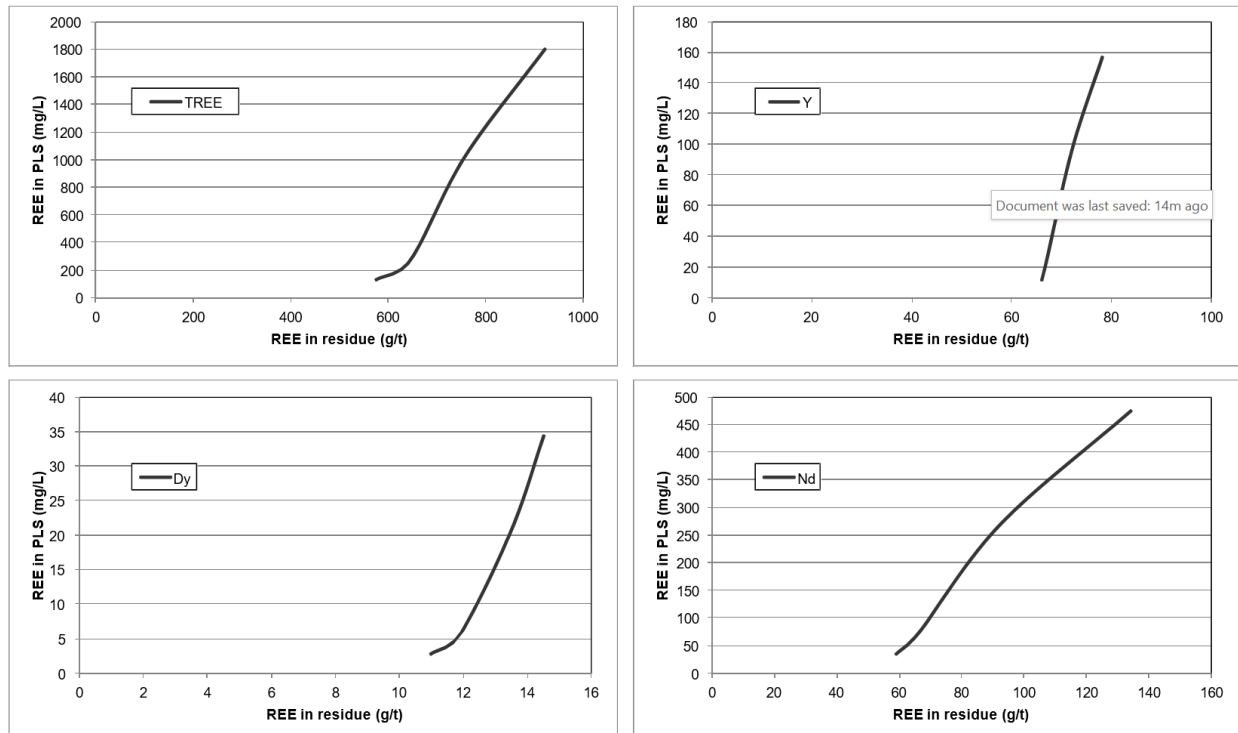 2000
1800
1600
1400
1200
1000
800
600
400
200
0
REE in PLS (mg/L)
TREE
0 200 400 600 800 1000
REE in residue (g/t)
180
160
140
120
100
80
60
40
20
0
REE in PLS (mg/L)
Y
Document was last saved: 14m ago
0 20 40 60 80 100
REE in residue (g/t)
40
35
30
25
20
15
10
5
0
REE in PLS (mg/L)
Dy
0 2 4 6 8 10 12 14 16
REE in residue (g/t)
500
450
400
350
300
250
200
150
100
50
0
REE in PLS (mg/L)
Nd
0 20 40 60 80 100 120 140 160
REE in residue (g/t)